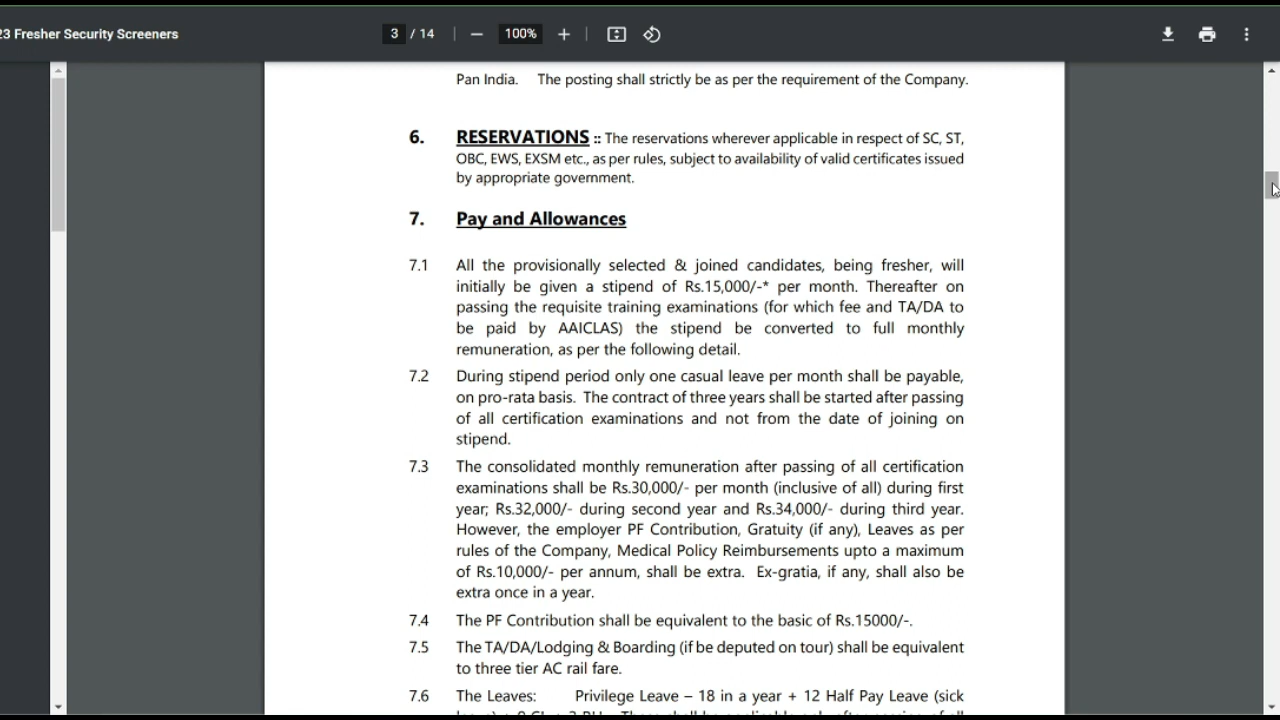 23 Fresher Security Screeners
3 / 14
100%
Pan India. The posting shall strictly be as per the requirement of the Company.
6. RESERVATIONS :: The reservations wherever applicable in respect of SC, ST,
OBC, EWS, EXSM etc., as per rules, subject to availability of valid certificates issued
by appropriate government.
7. Pay and Allowances
7.1 All the provisionally selected & joined candidates, being fresher, will
initially be given a stipend of Rs.15,000/-* per month. Thereafter on
passing the requisite training examinations (for which fee and TA/DA to
be paid by AAICLAS) the stipend be converted to full monthly
remuneration, as per the following detail.
7.2 During stipend period only one casual leave per month shall be payable,
on pro-rata basis. The contract of three years shall be started after passing
of all certification examinations and not from the date of joining on
stipend.
7.3 The consolidated monthly remuneration after passing of all certification
examinations shall be Rs.30,000/- per month (inclusive of all) during first
year; Rs.32,000/- during second year and Rs.34,000/- during third year.
However, the employer PF Contribution, Gratuity (if any), Leaves as per
rules of the Company, Medical Policy Reimbursements upto a maximum
of Rs.10,000/- per annum, shall be extra. Ex-gratia, if any, shall also be
extra once in a year.
7.4 The PF Contribution shall be equivalent to the basic of Rs.15000/-.
7.5 The TA/DA/Lodging & Boarding (if be deputed on tour) shall be equivalent
to three tier AC rail fare.
7.6 The Leaves: Privilege Leave – 18 in a year + 12 Half Pay Leave (sick